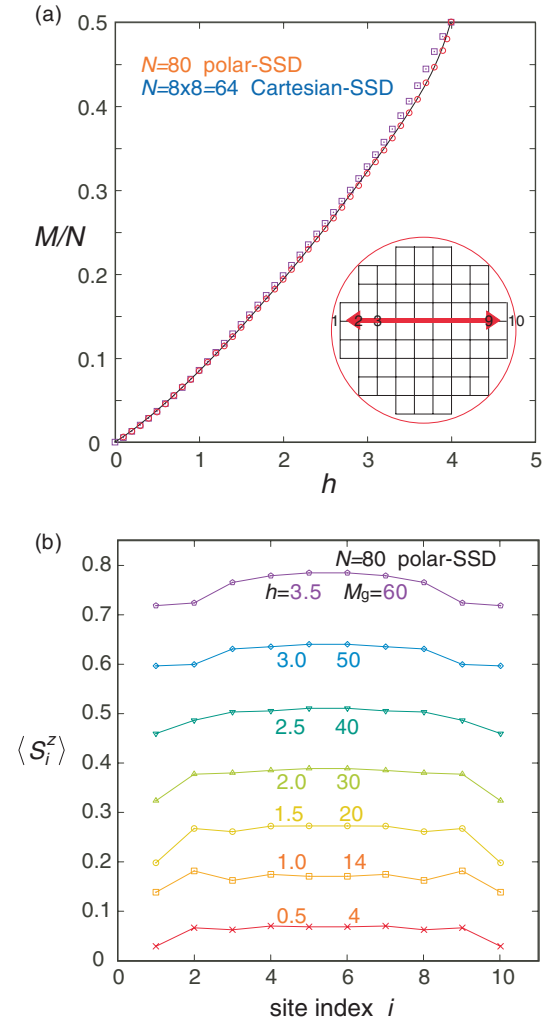 (a)
0.5
N=80 polar-SSD
N=8x8=64 Cartesian-SSD
0.4
0.3
M/N
0.2
1 2 3 9 10
0.1
0
0 1 2 3 4 5
h
(b)
0.8
N=80 polar-SSD
h=3.5 Mg=60
0.7
3.0 50
0.6
2.5 40
0.5
⟨S_i^z⟩
0.4
2.0 30
0.3
1.5 20
0.2
1.0 14
0.1
0.5 4
0
0 2 4 6 8 10
site index i